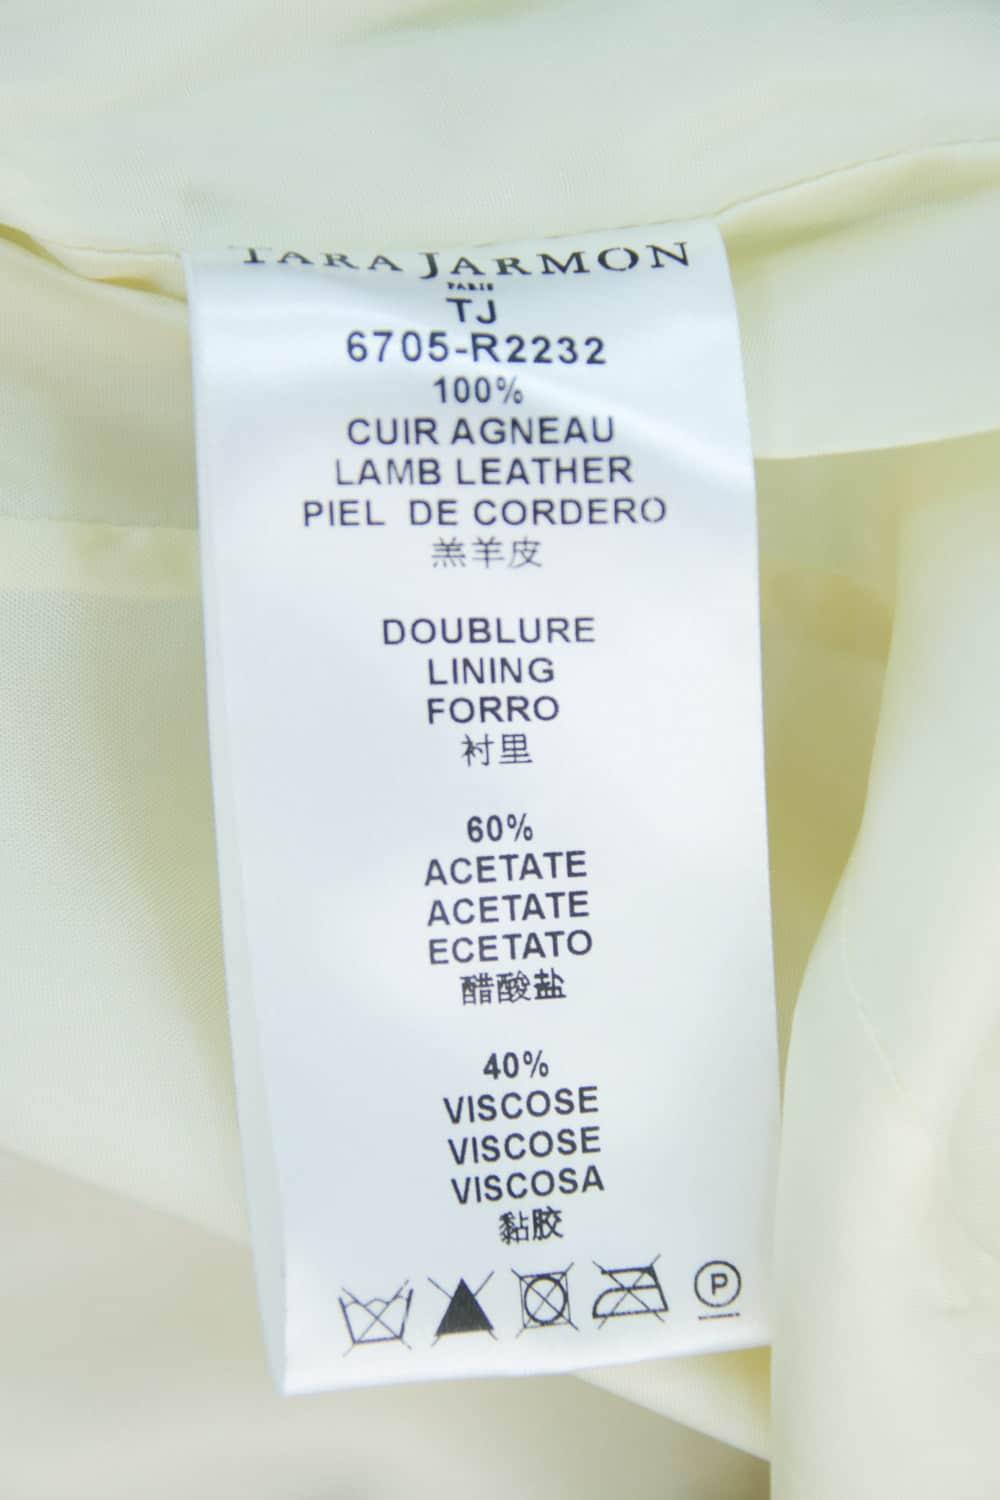 TARA JARMON
PARIS
TJ
6705-R2232
100%
CUIR AGNEAU
LAMB LEATHER
PIEL DE CORDERO
羔羊皮
DOUBLURE
LINING
FORRO
衬里
60%
ACETATE
ACETATE
ECETATO
醋酸盐
40%
VISCOSE
VISCOSE
VISCOSA
黏胶
P